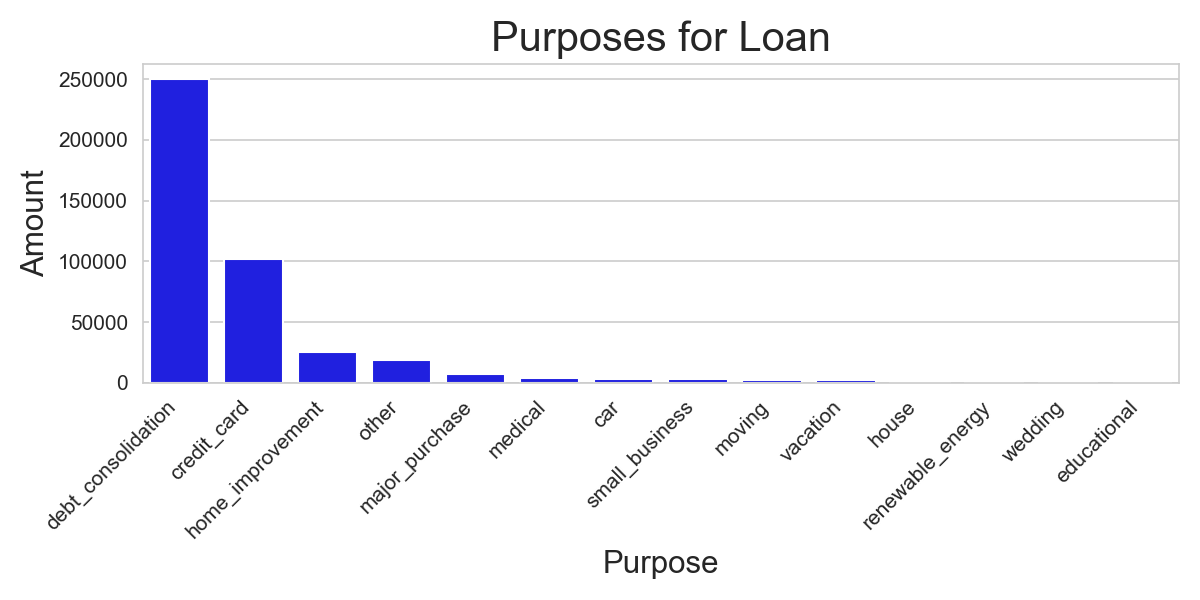 Purposes for Loan
Amount
250000
200000
150000
100000
50000
0
debt_consolidation
credit_card
home_improvement
other
major_purchase
medical
car
small_business
moving
vacation
house
renewable_energy
wedding
educational
Purpose